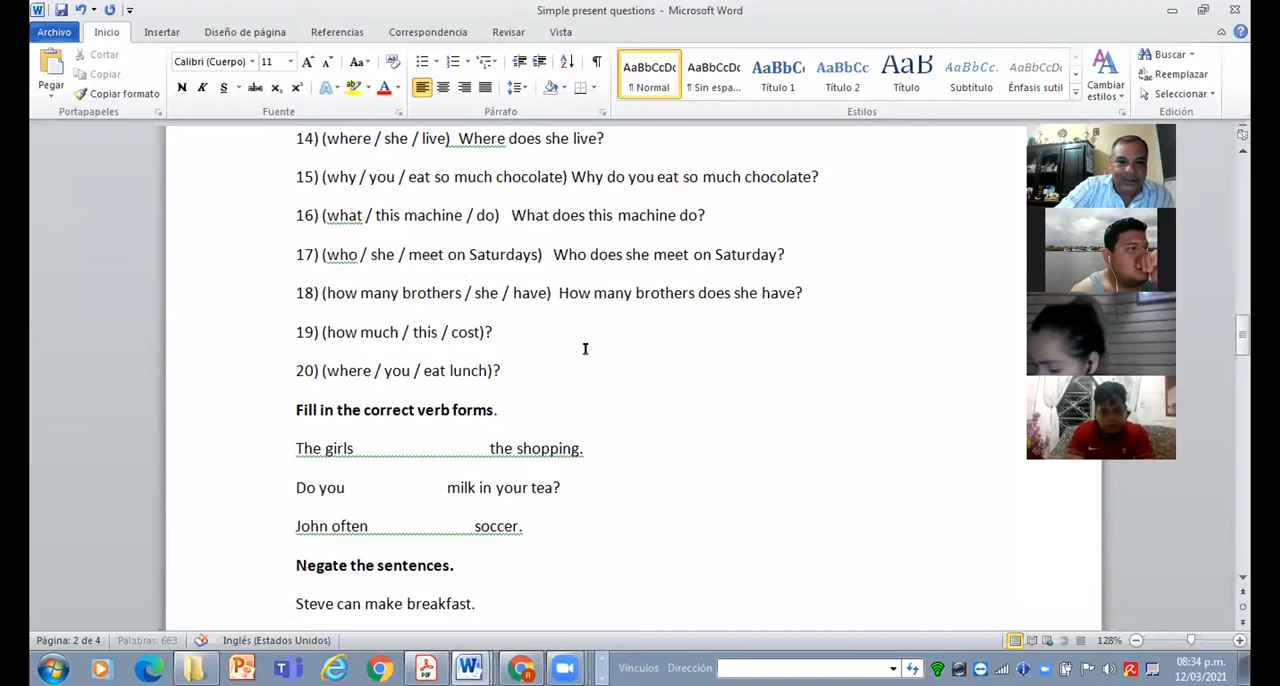 Simple present questions - Microsoft Word
Archivo Inicio Insertar Diseño de página Referencias Correspondencia Revisar Vista
Pegar
Cortar
Copiar
Copiar formato
Portapapeles
Calibri (Cuerpo) 11
Fuente
Párrafo
AaBbCcDc AaBbCcDc AaBbC AaBbCc AaB AaBbCc. AaBbCcDc
¶ Normal ¶ Sin espa... Título 1 Título 2 Título Subtítulo Énfasis sutil
Cambiar estilos
Estilos
Buscar
Reemplazar
Seleccionar
Edición
14) (where / she / live) Where does she live?
15) (why / you / eat so much chocolate) Why do you eat so much chocolate?
16) (what / this machine / do) What does this machine do?
17) (who / she / meet on Saturdays) Who does she meet on Saturday?
18) (how many brothers / she / have) How many brothers does she have?
19) (how much / this / cost)?
20) (where / you / eat lunch)?
Fill in the correct verb forms.
The girls the shopping.
Do you milk in your tea?
John often soccer.
Negate the sentences.
Steve can make breakfast.
Página: 2 de 4 Palabras: 663 Inglés (Estados Unidos) 128%
Vínculos Dirección
08:34 p.m.
12/03/2021